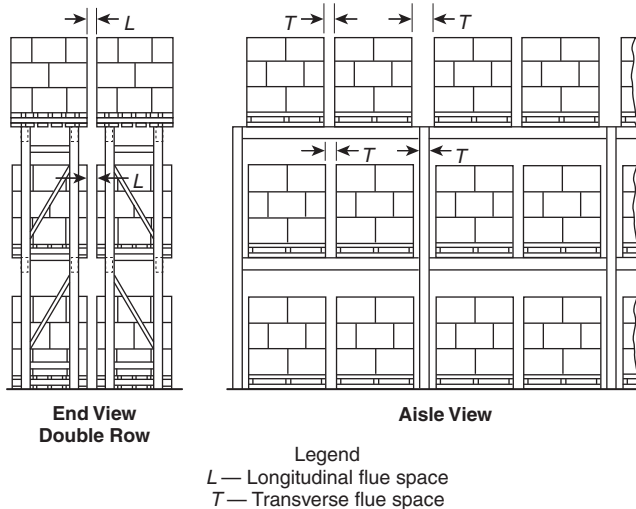 L
T
T
L
T
T
End View
Double Row
Aisle View
Legend
L — Longitudinal flue space
T — Transverse flue space